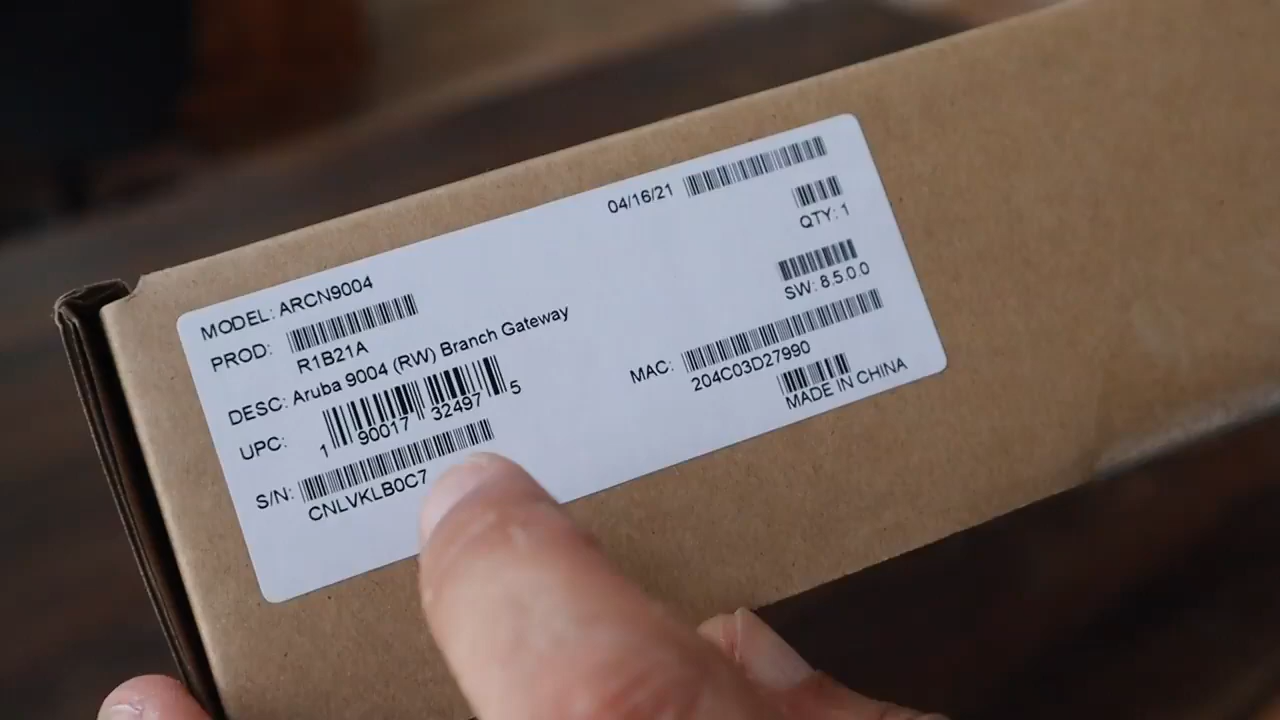 04/16/21
QTY: 1
MODEL: ARCN9004
SW: 8.5.0.0
PROD: R1B21A
DESC: Aruba 9004 (RW) Branch Gateway
MAC: 204C03D27990
UPC: 1 90017 32497 5
MADE IN CHINA
S/N: CNLVKLB0C7